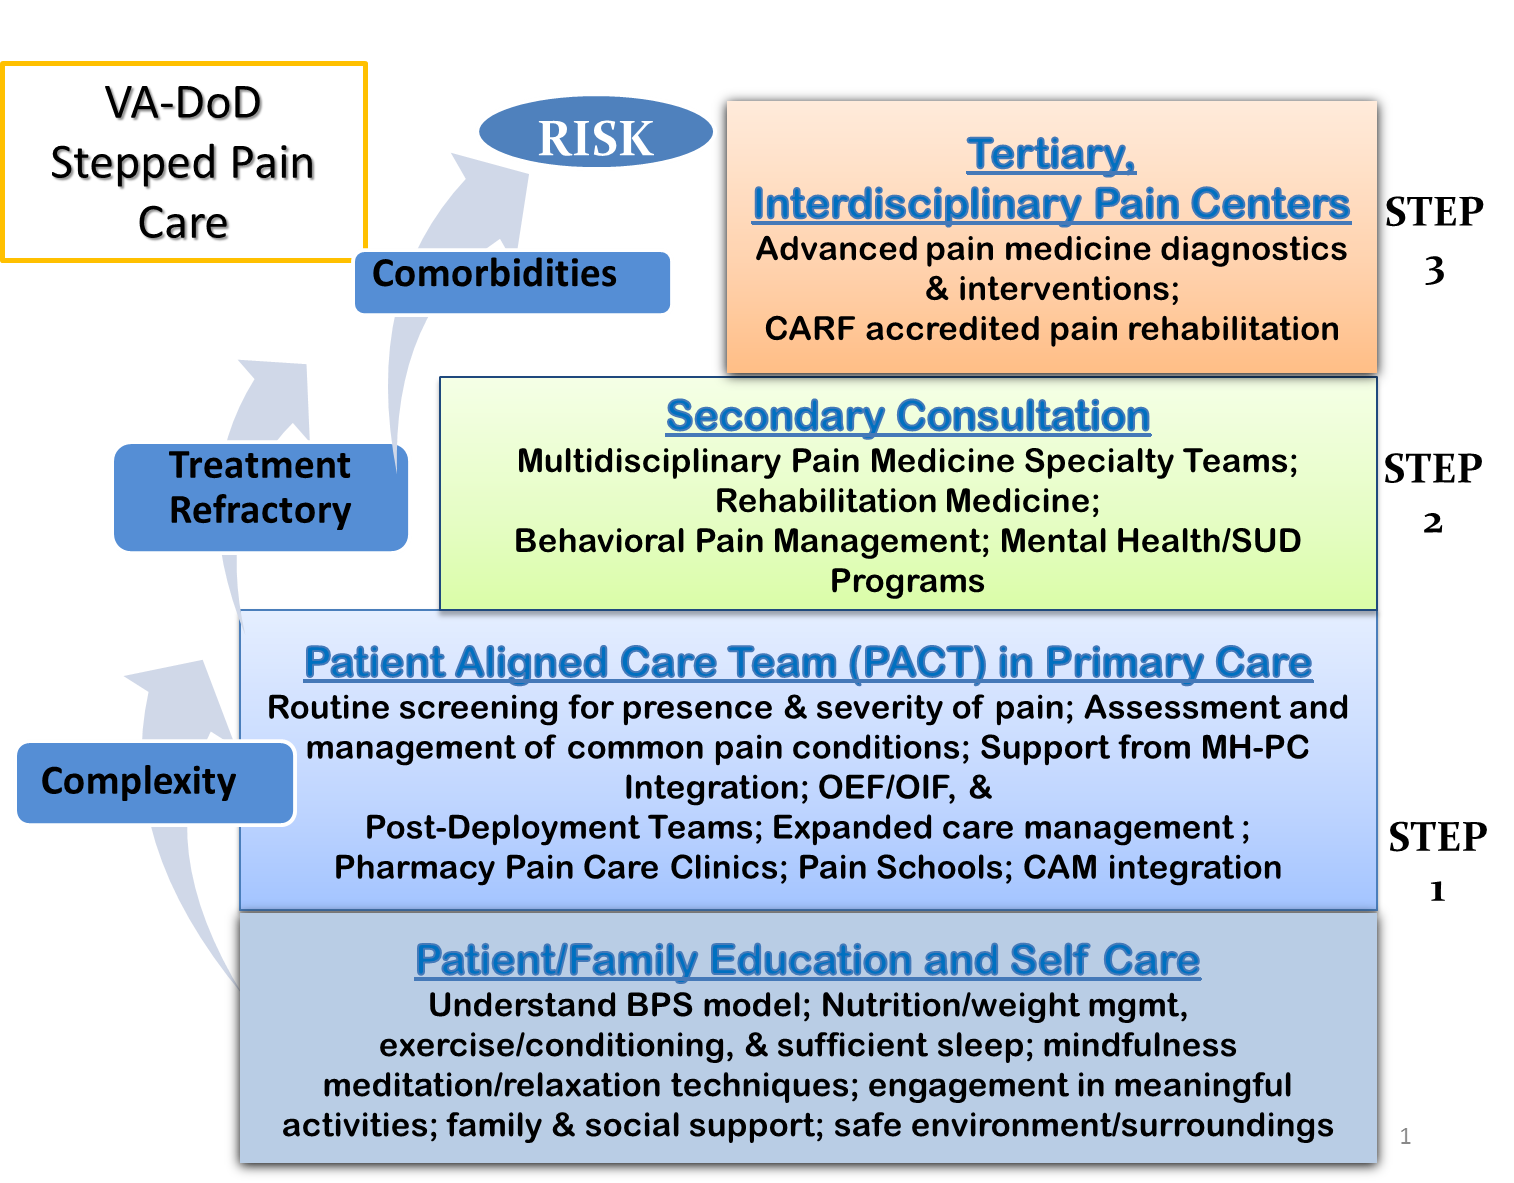 VA-DoD
Stepped Pain
Care
RISK
Comorbidities
Treatment
Refractory
Complexity
Tertiary,
Interdisciplinary Pain Centers
Advanced pain medicine diagnostics
& interventions;
CARF accredited pain rehabilitation
STEP
3
Secondary Consultation
Multidisciplinary Pain Medicine Specialty Teams;
Rehabilitation Medicine;
Behavioral Pain Management; Mental Health/SUD
Programs
STEP
2
Patient Aligned Care Team (PACT) in Primary Care
Routine screening for presence & severity of pain; Assessment and
management of common pain conditions; Support from MH-PC
Integration; OEF/OIF, &
Post-Deployment Teams; Expanded care management ;
Pharmacy Pain Care Clinics; Pain Schools; CAM integration
STEP
1
Patient/Family Education and Self Care
Understand BPS model; Nutrition/weight mgmt,
exercise/conditioning, & sufficient sleep; mindfulness
meditation/relaxation techniques; engagement in meaningful
activities; family & social support; safe environment/surroundings
1